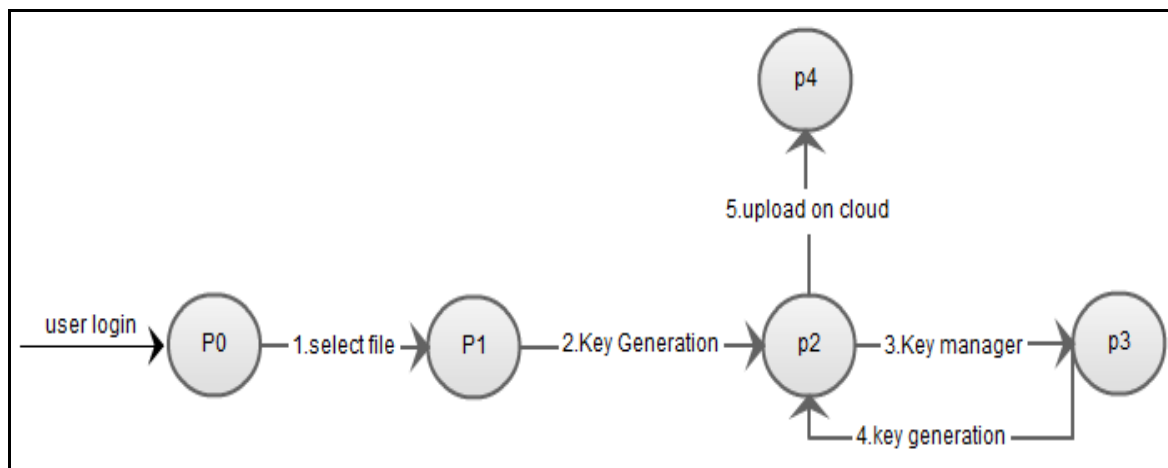 p4
5.upload on cloud
user login
P0
1.select file
P1
2.Key Generation
p2
3.Key manager
p3
4.key generation